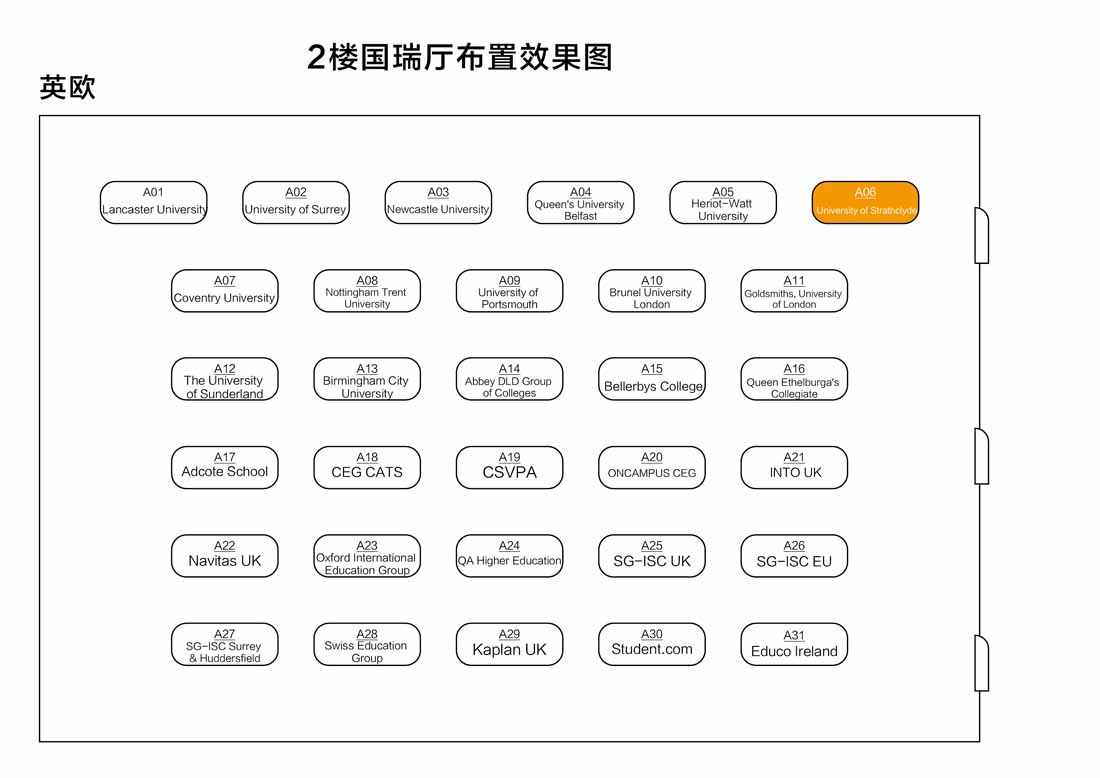 2楼国瑞厅布置效果图
英欧
A01
Lancaster University
A02
University of Surrey
A03
Newcastle University
A04
Queen's University
Belfast
A05
Heriot-Watt
University
A06
University of Strathclyde
A07
Coventry University
A08
Nottingham Trent
University
A09
University of
Portsmouth
A10
Brunel University
London
A11
Goldsmiths, University
of London
A12
The University
of Sunderland
A13
Birmingham City
University
A14
Abbey DLD Group
of Colleges
A15
Bellerbys College
A16
Queen Ethelburga's
Collegiate
A17
Adcote School
A18
CEG CATS
A19
CSVPA
A20
ONCAMPUS CEG
A21
INTO UK
A22
Navitas UK
A23
Oxford International
Education Group
A24
QA Higher Education
A25
SG-ISC UK
A26
SG-ISC EU
A27
SG-ISC Surrey
& Huddersfield
A28
Swiss Education
Group
A29
Kaplan UK
A30
Student.com
A31
Educo Ireland